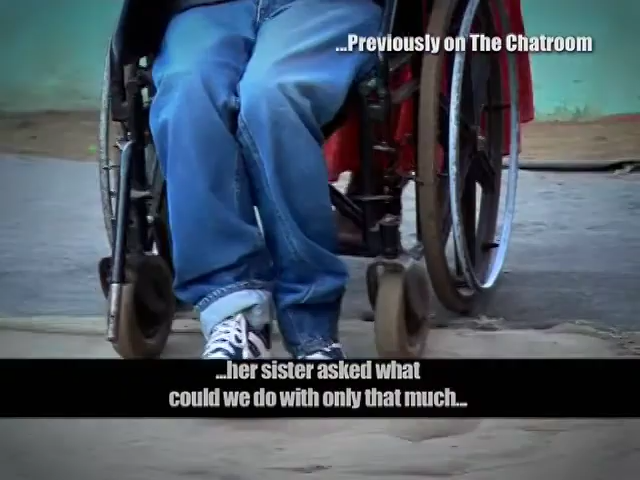 ...Previously on The Chatroom
...her sister asked what
could we do with only that much...